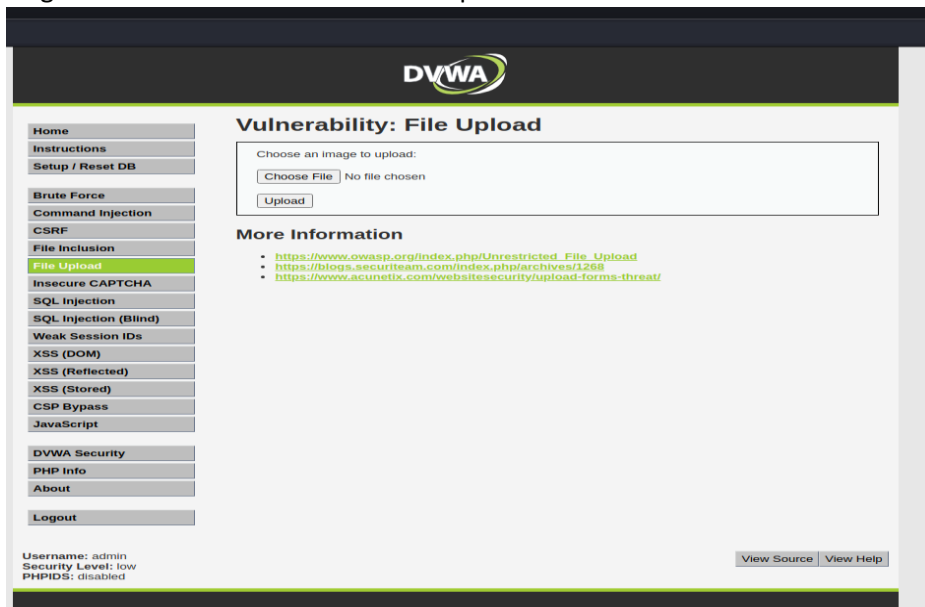 DVWA
Home
Instructions
Setup / Reset DB
Brute Force
Command Injection
CSRF
File Inclusion
File Upload
Insecure CAPTCHA
SQL Injection
SQL Injection (Blind)
Weak Session IDs
XSS (DOM)
XSS (Reflected)
XSS (Stored)
CSP Bypass
JavaScript
DVWA Security
PHP Info
About
Logout
Vulnerability: File Upload
Choose an image to upload:
Choose File No file chosen
Upload
More Information
https://www.owasp.org/index.php/Unrestricted_File_Upload
https://blogs.securiteam.com/index.php/archives/1268
https://www.acunetix.com/websitesecurity/upload-forms-threat/
Username: admin
Security Level: low
PHPIDS: disabled
View Source View Help